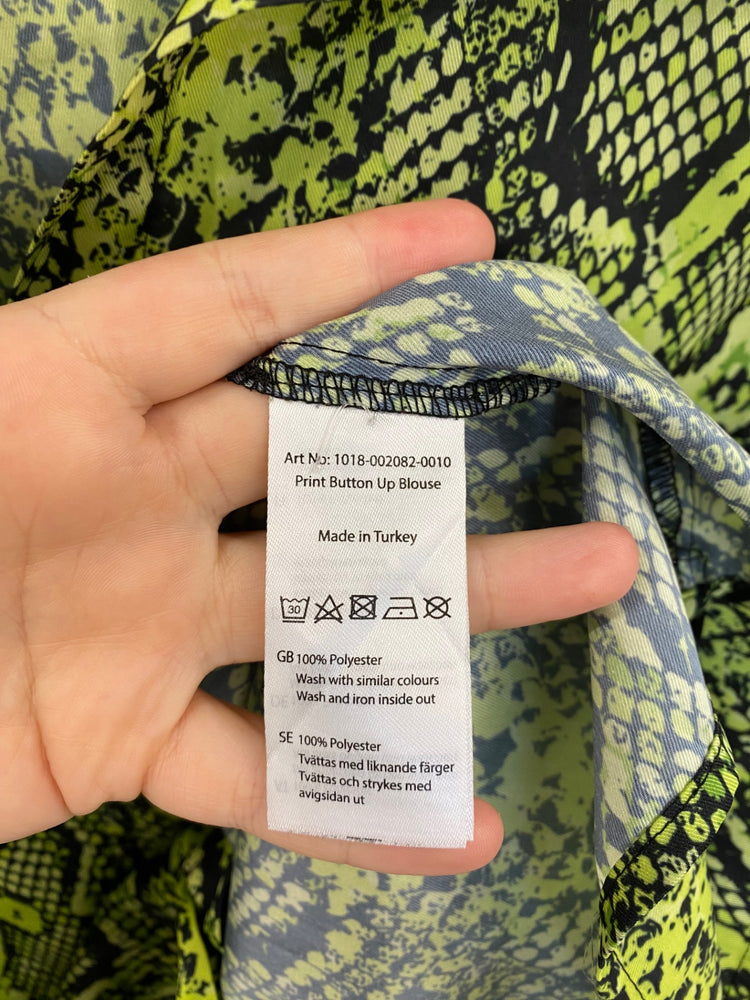 Art No: 1018-002082-0010
Print Button Up Blouse
Made in Turkey
30
GB 100% Polyester
Wash with similar colours
Wash and iron inside out
SE 100% Polyester
Tvättas med liknande färger
Tvättas och strykes med
avigsidan ut